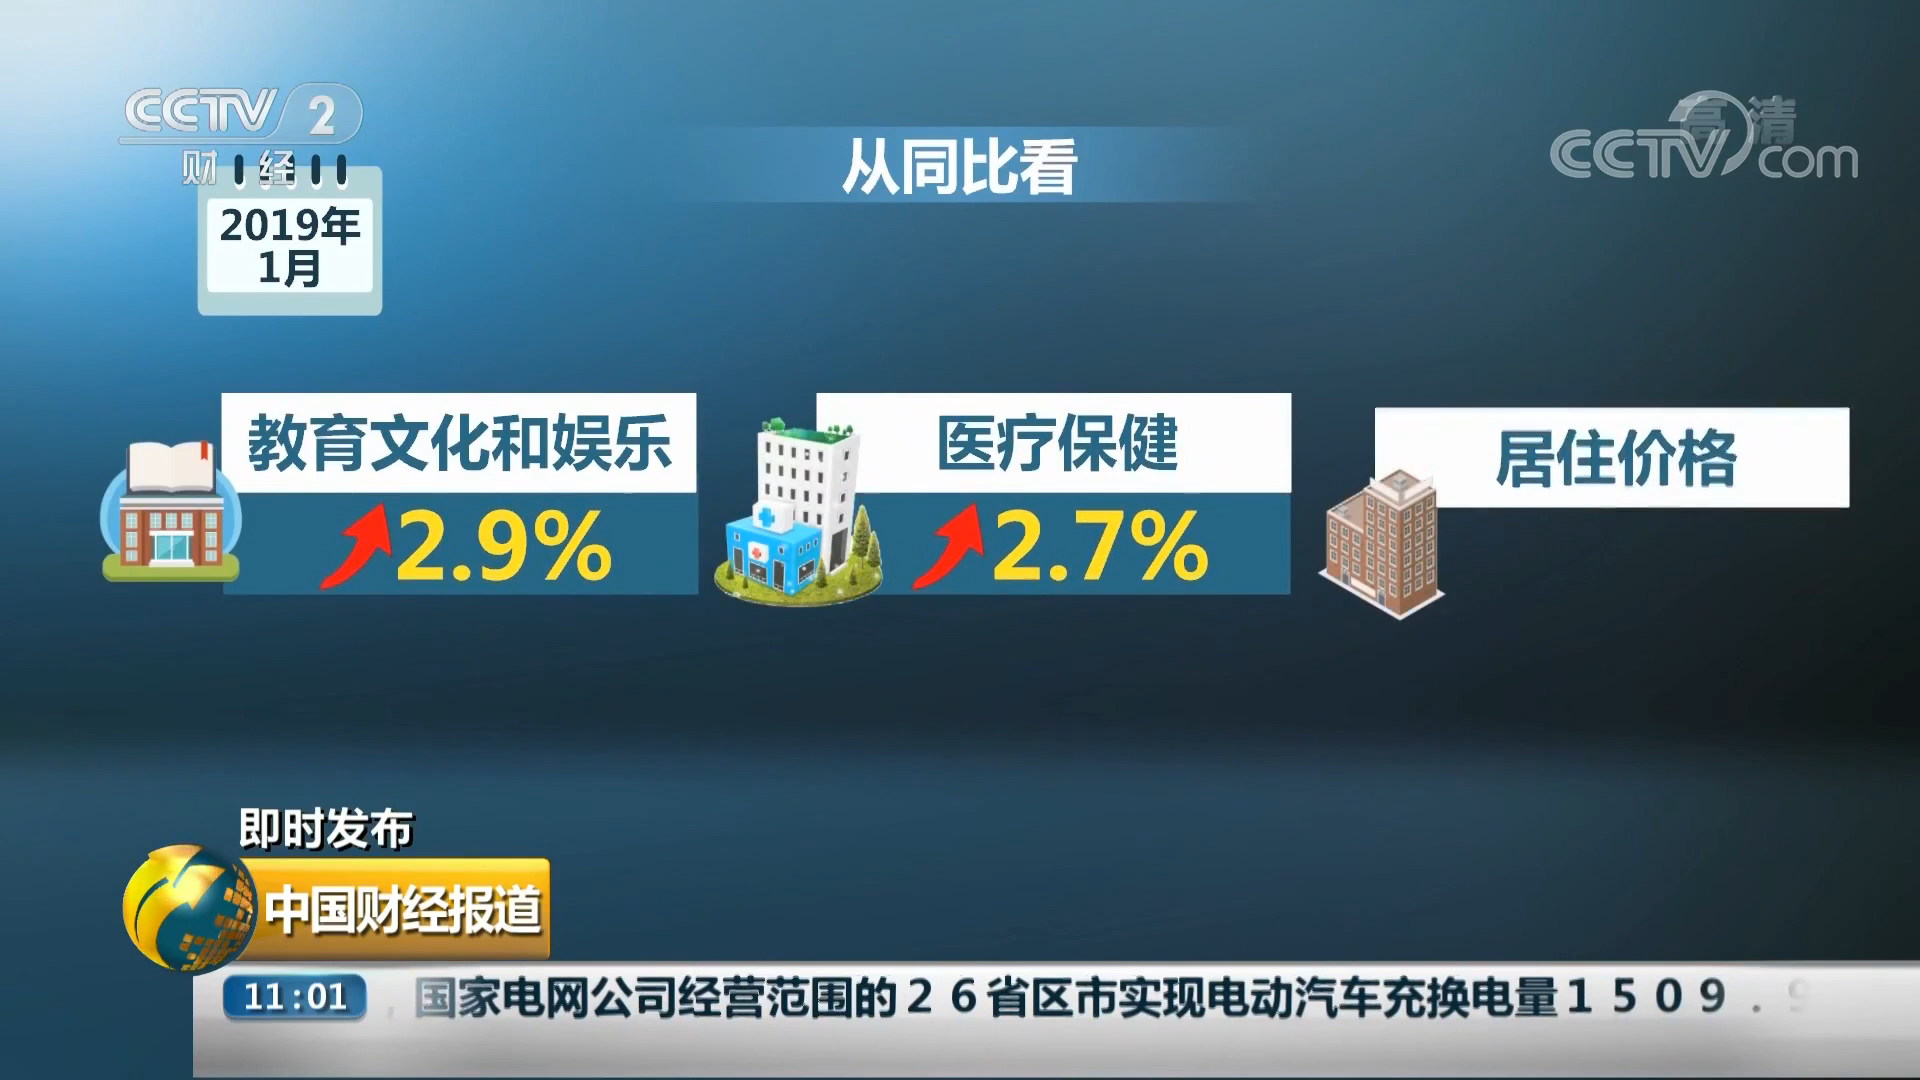 CCTV 2
财 经
高清
CCTV.com
从同比看
2019年
1月
教育文化和娱乐
2.9%
医疗保健
2.7%
居住价格
即时发布
中国财经报道
11:01
，国家电网公司经营范围的26省区市实现电动汽车充换电量1509.9